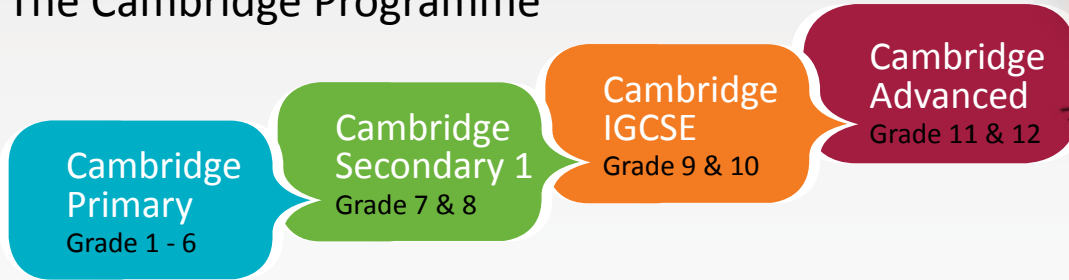 The Cambridge Programme
Cambridge
Primary
Grade 1 - 6
Cambridge
Secondary 1
Grade 7 & 8
Cambridge
IGCSE
Grade 9 & 10
Cambridge
Advanced
Grade 11 & 12